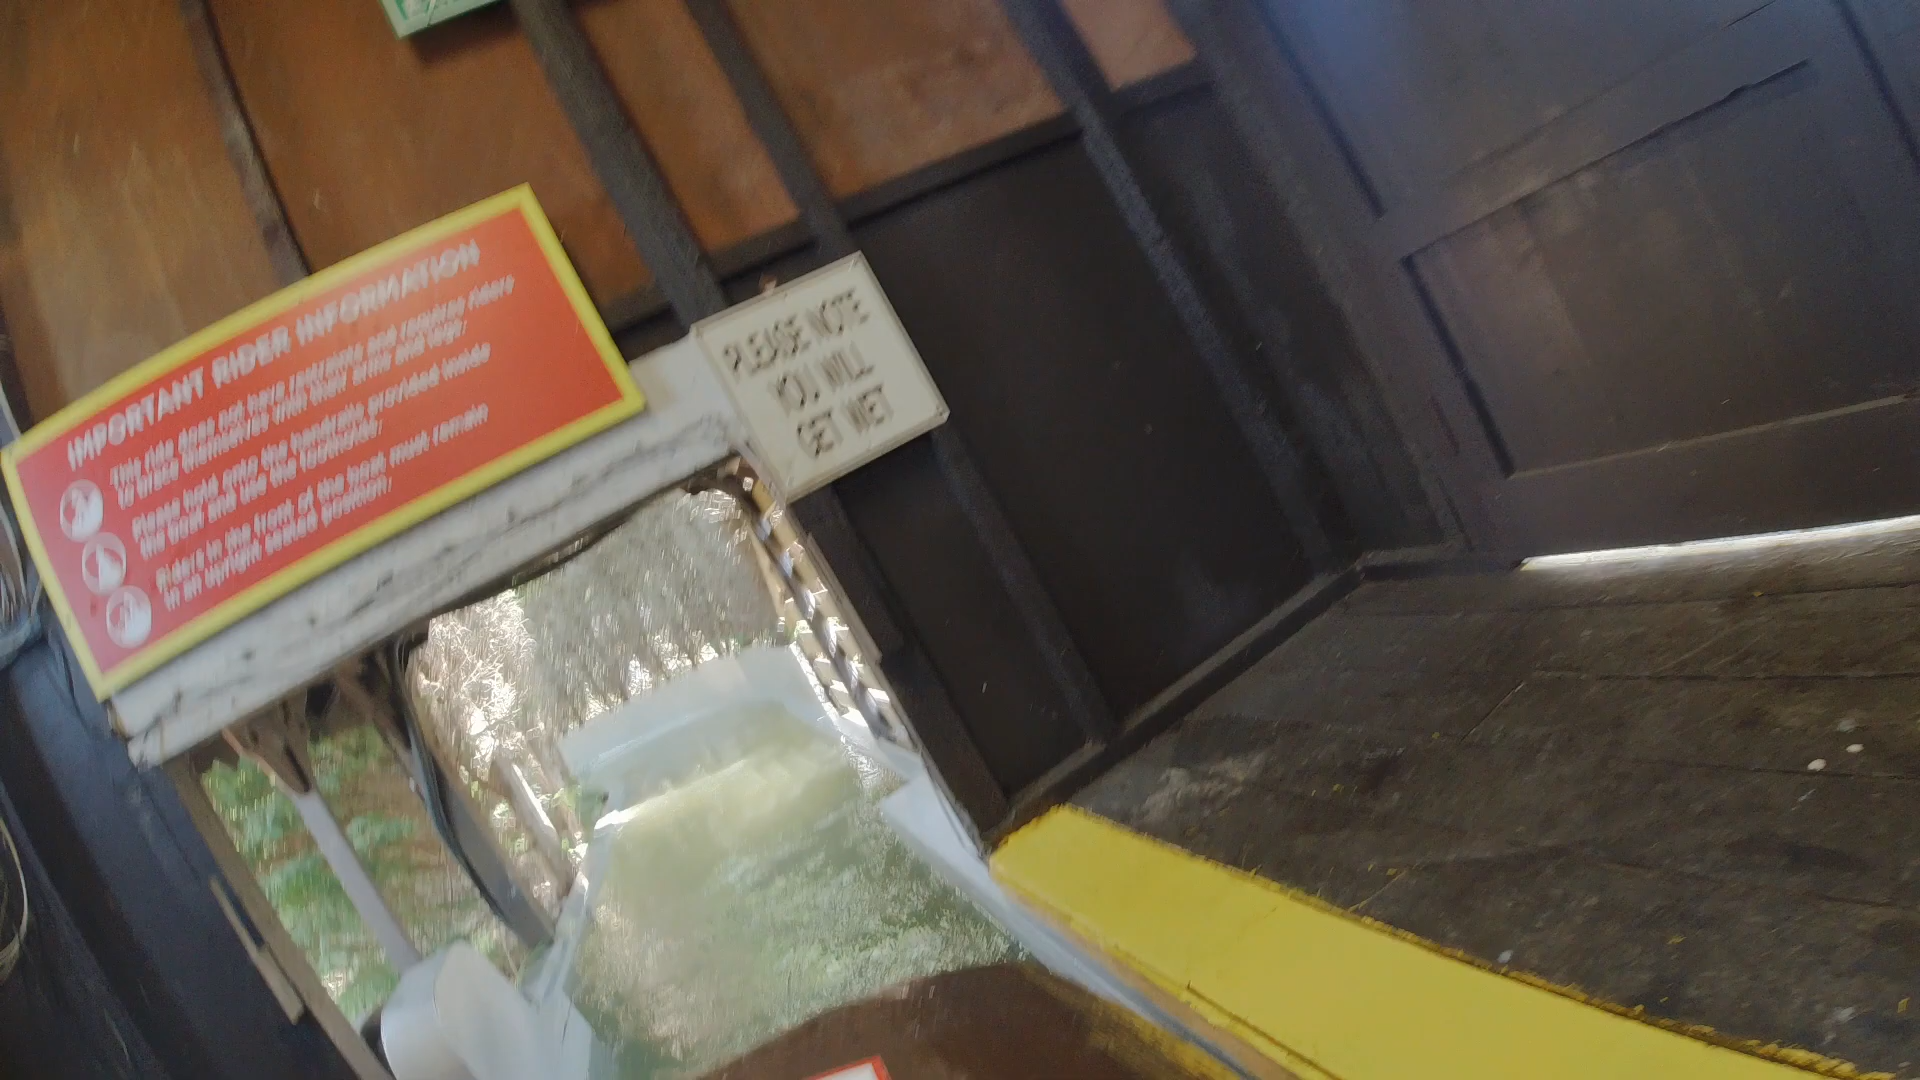 IMPORTANT RIDER INFORMATION
This ride does not have restraints and requires riders
to brace themselves with their arms and legs:
Please hold onto the handrails provided inside
the boat and use the footholds:
Riders in the front of the boat must remain
in an upright seated position:
PLEASE NOTE
YOU WILL
GET WET